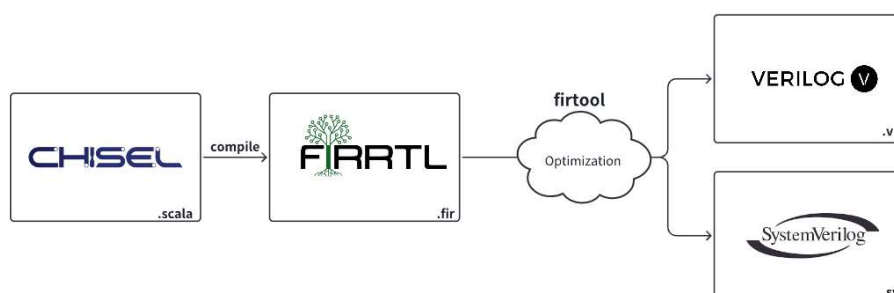 CHISEL
.scala
compile
FIRRTL
.fir
firtool
Optimization
VERILOG V
.v
SystemVerilog